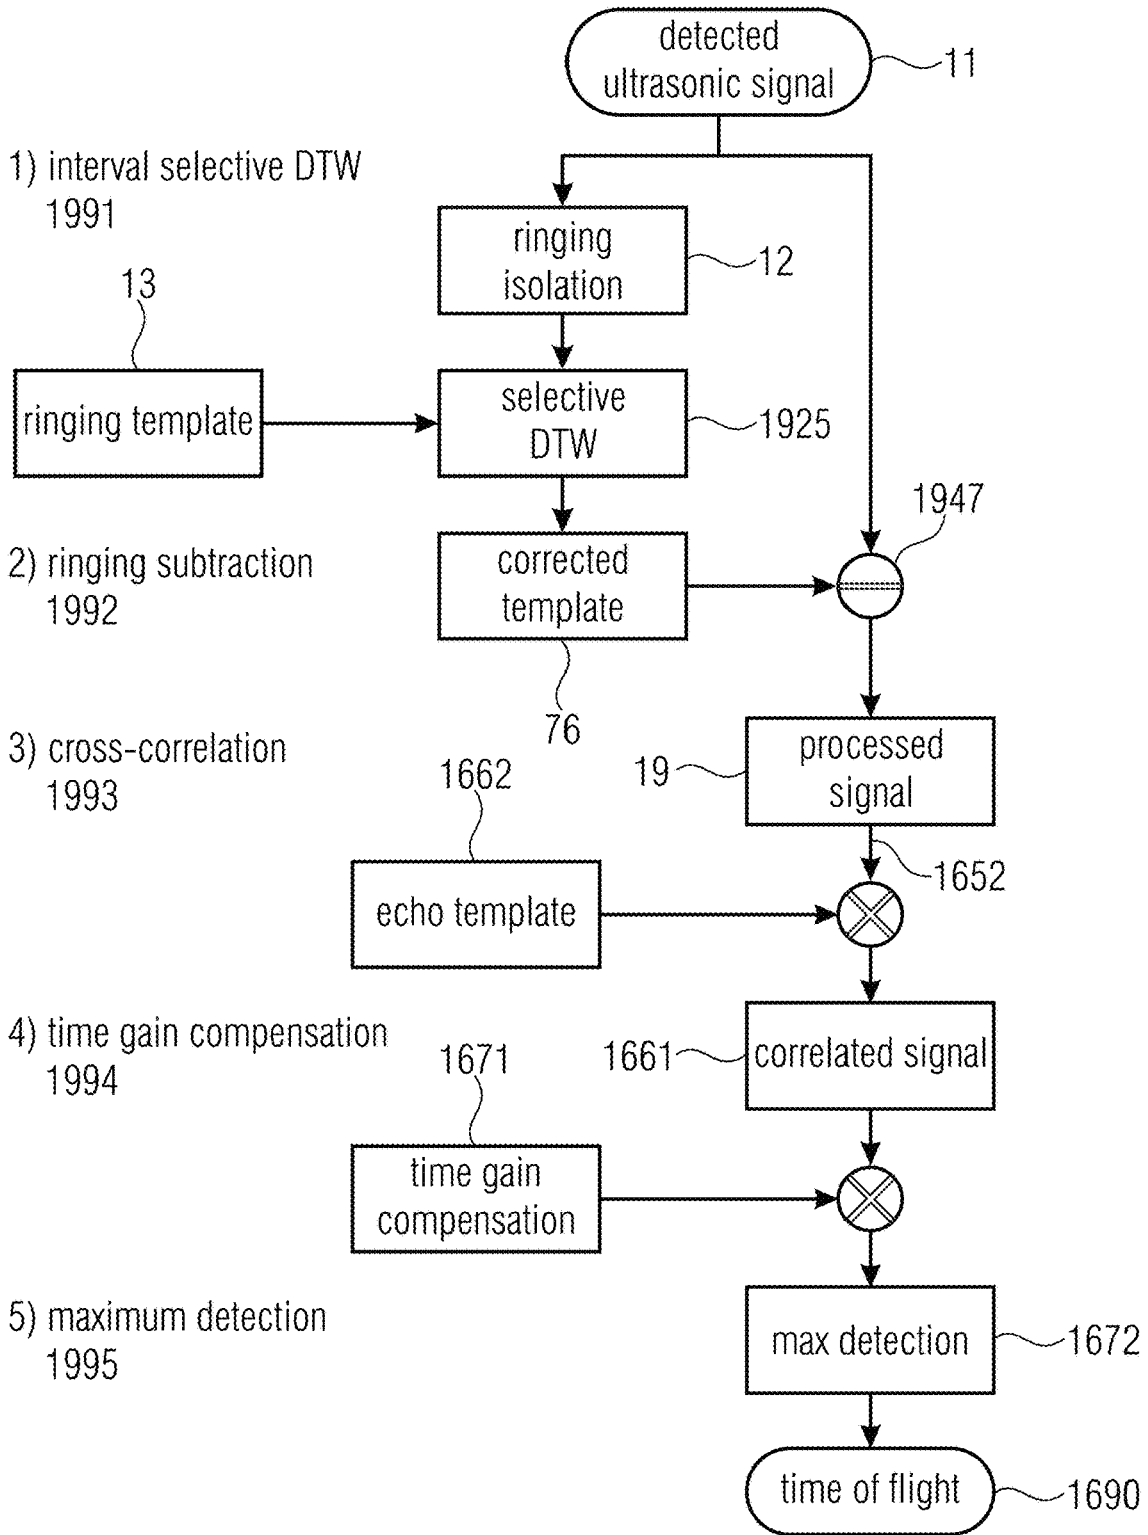 detected
ultrasonic signal
11
1) interval selective DTW
1991
ringing
isolation
12
13
ringing template
selective
DTW
1925
1947
2) ringing subtraction
1992
corrected
template
76
3) cross-correlation
1993
processed
signal
19
1662
1652
echo template
4) time gain compensation
1994
1661
correlated signal
1671
time gain
compensation
5) maximum detection
1995
max detection
1672
time of flight
1690